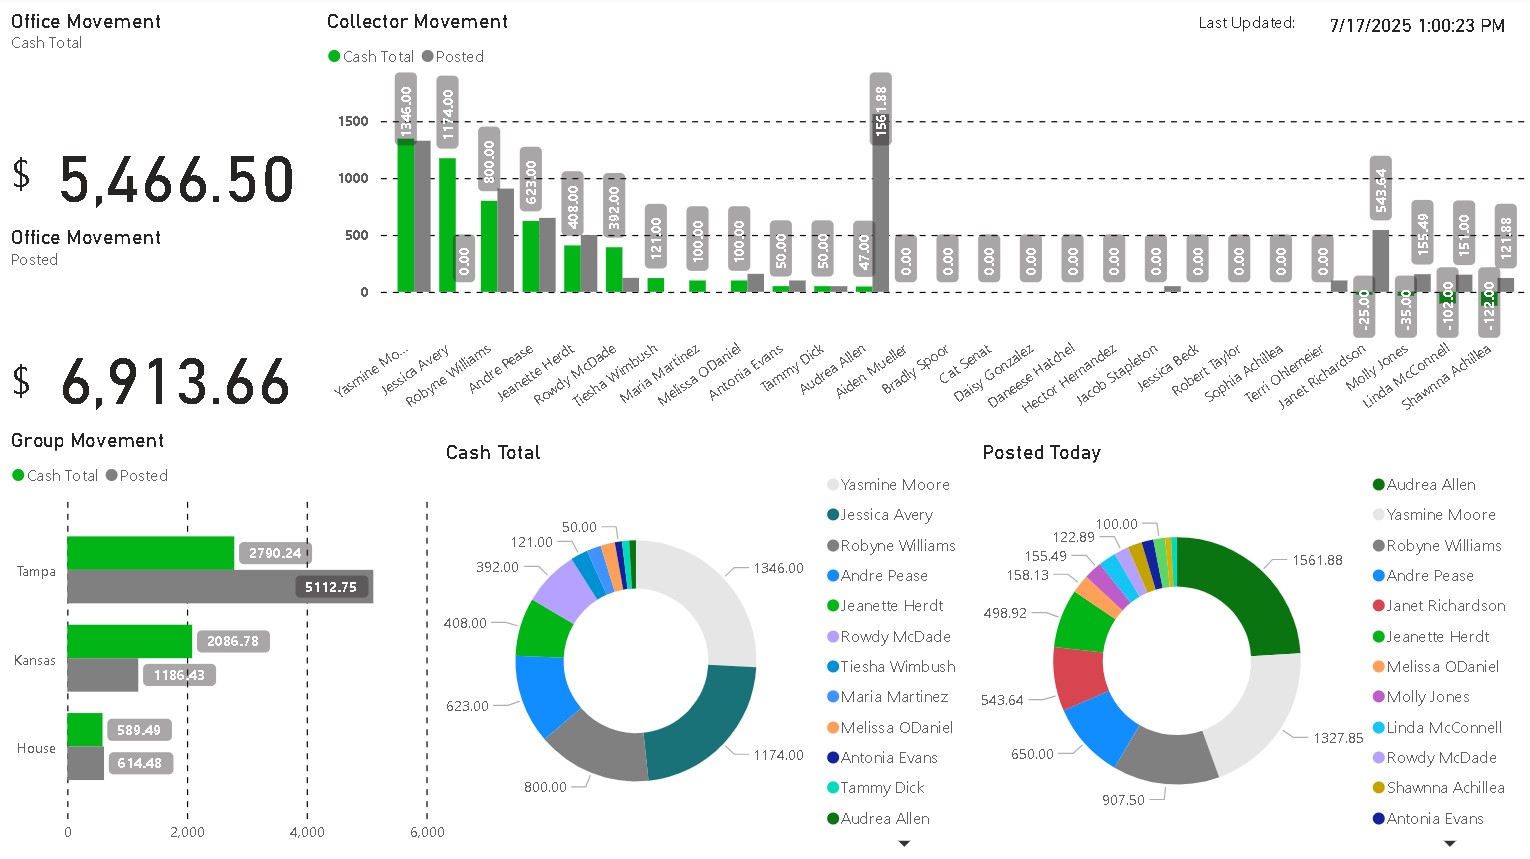 Office Movement
Cash Total
$ 5,466.50
Office Movement
Posted
$ 6,913.66
Collector Movement
Cash Total Posted
Last Updated: 7/17/2025 1:00:23 PM
1500
1000
500
0
1346.00
1174.00
0.00
800.00
623.00
408.00
392.00
121.00
100.00
100.00
50.00
50.00
47.00
1561.88
0.00
0.00
0.00
0.00
0.00
0.00
0.00
0.00
0.00
0.00
0.00
-25.00
543.64
-35.00
155.49
-102.00
151.00
-122.00
121.88
Yasmine Mo...
Jessica Avery
Robyne Williams
Andre Pease
Jeanette Herdt
Rowdy McDade
Tiesha Wimbush
Maria Martinez
Melissa ODaniel
Antonia Evans
Tammy Dick
Audrea Allen
Aiden Mueller
Bradly Spoor
Cat Senat
Daisy Gonzalez
Daneese Hatchel
Hector Hernandez
Jacob Stapleton
Jessica Beck
Robert Taylor
Sophia Achillea
Terri Ohlemeier
Janet Richardson
Molly Jones
Linda McConnell
Shawnna Achillea
Group Movement
Cash Total Posted
Tampa
2790.24
5112.75
Kansas
2086.78
1186.43
House
589.49
614.48
0 2,000 4,000 6,000
Cash Total
50.00
121.00
392.00
408.00
623.00
800.00
1174.00
1346.00
Yasmine Moore
Jessica Avery
Robyne Williams
Andre Pease
Jeanette Herdt
Rowdy McDade
Tiesha Wimbush
Maria Martinez
Melissa ODaniel
Antonia Evans
Tammy Dick
Audrea Allen
Posted Today
100.00
122.89
155.49
158.13
498.92
543.64
650.00
907.50
1327.85
1561.88
Audrea Allen
Yasmine Moore
Robyne Williams
Andre Pease
Janet Richardson
Jeanette Herdt
Melissa ODaniel
Molly Jones
Linda McConnell
Rowdy McDade
Shawnna Achillea
Antonia Evans